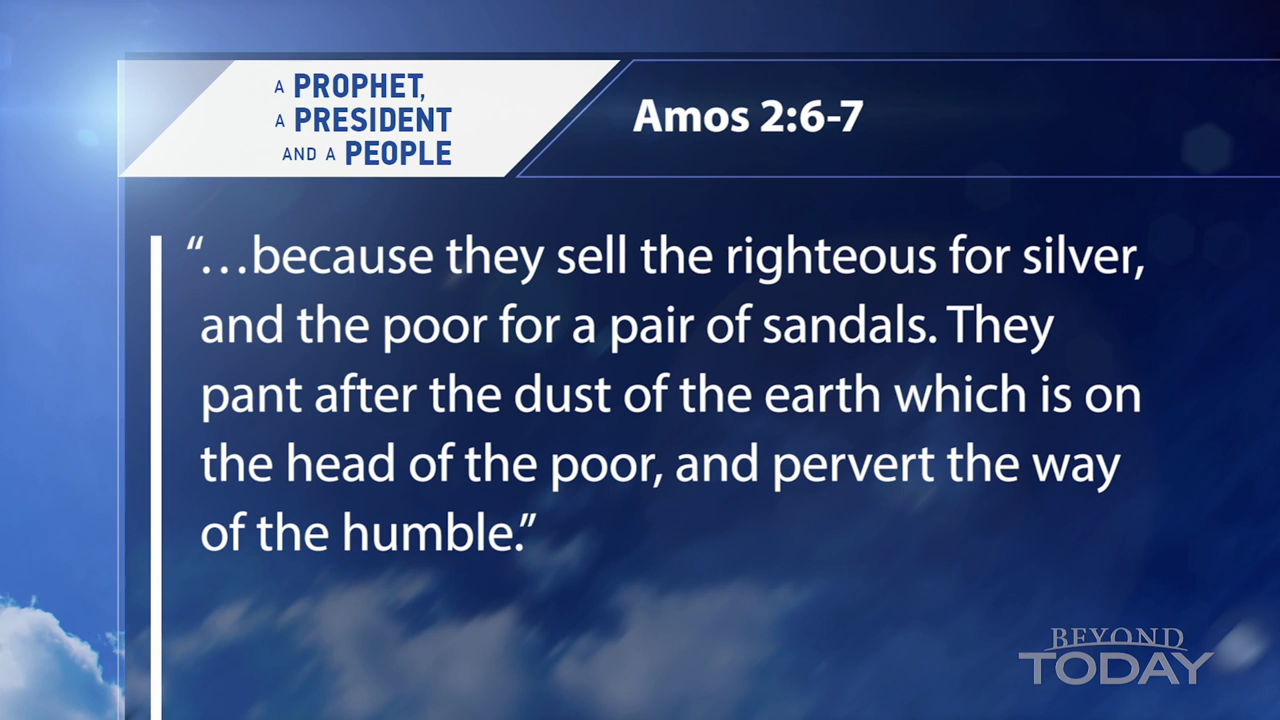 A PROPHET,
A PRESIDENT
AND A PEOPLE
Amos 2:6-7
“…because they sell the righteous for silver,
and the poor for a pair of sandals. They
pant after the dust of the earth which is on
the head of the poor, and pervert the way
of the humble.”
BEYOND
TODAY